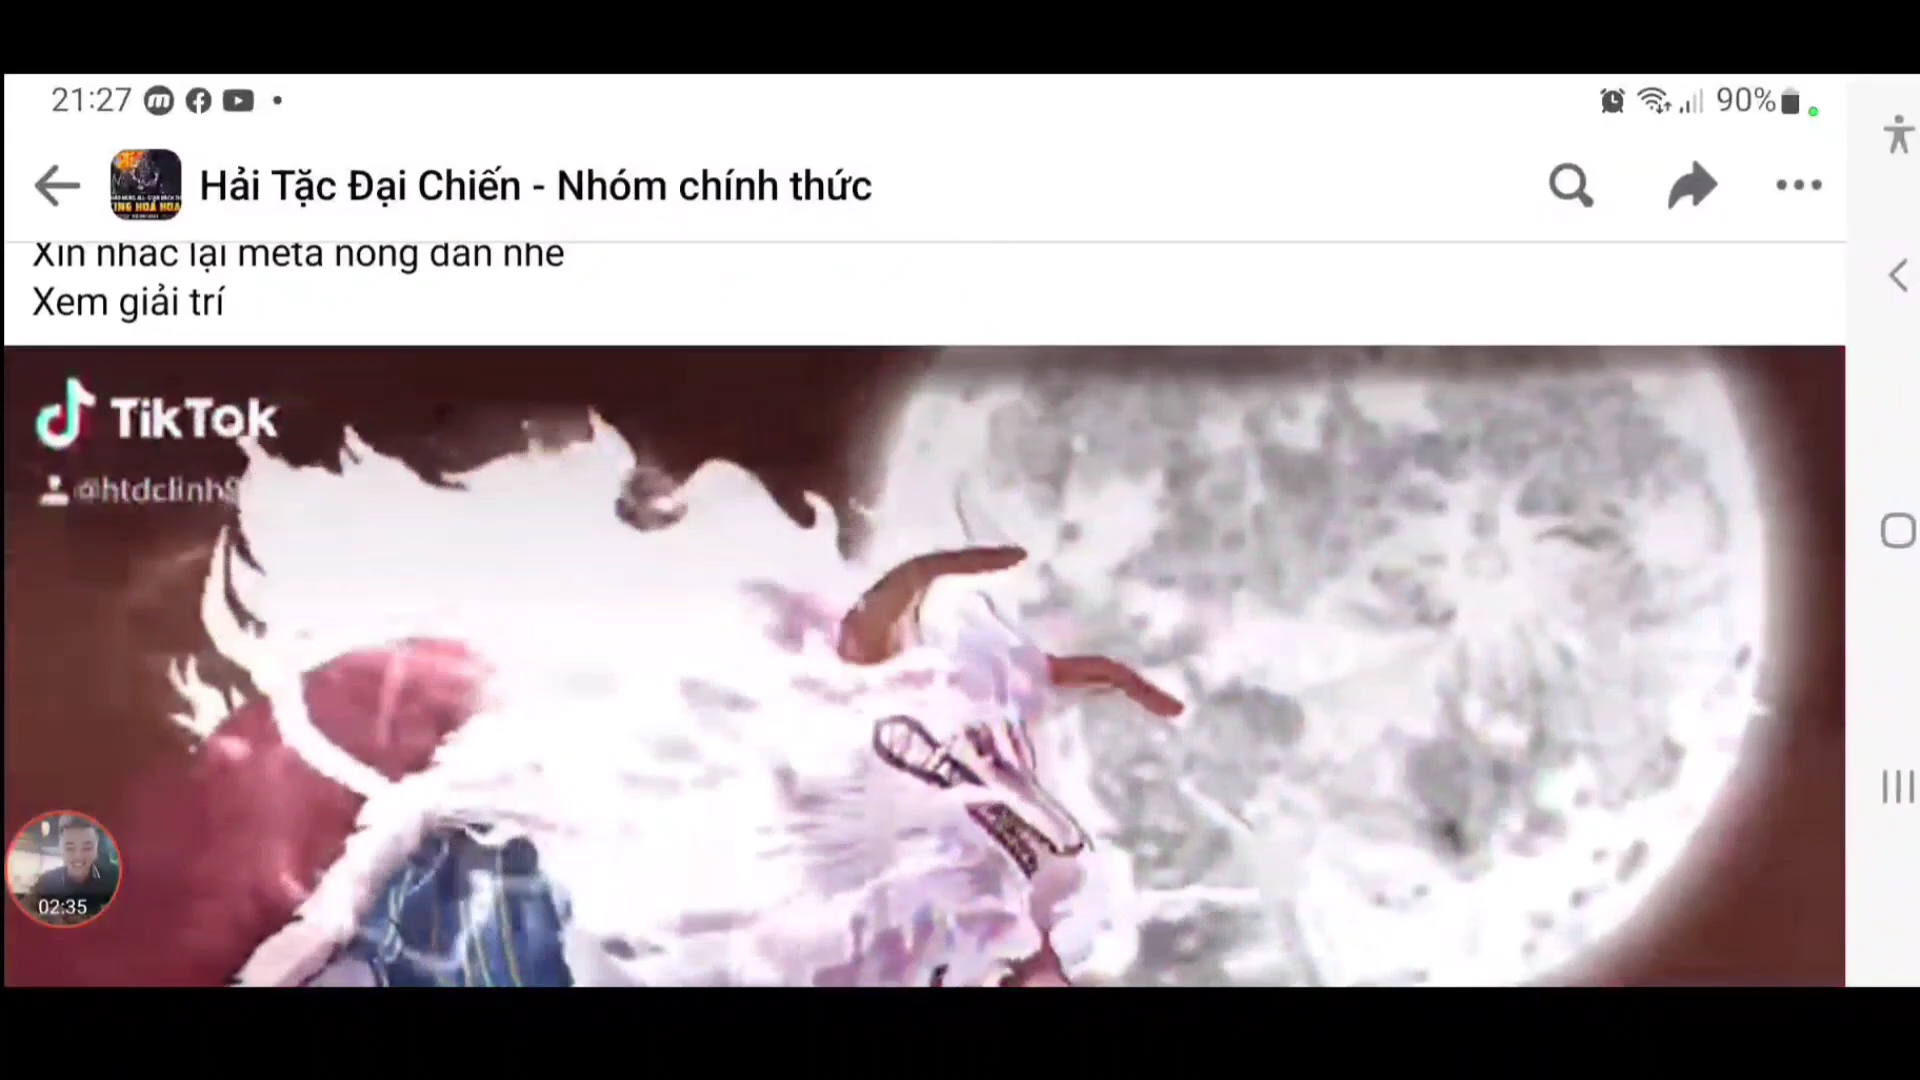 21:27
90%
Hải Tặc Đại Chiến - Nhóm chính thức
Xin nhắc lại meta nông dân nhé
Xem giải trí
TikTok
@htdclinh
02:35